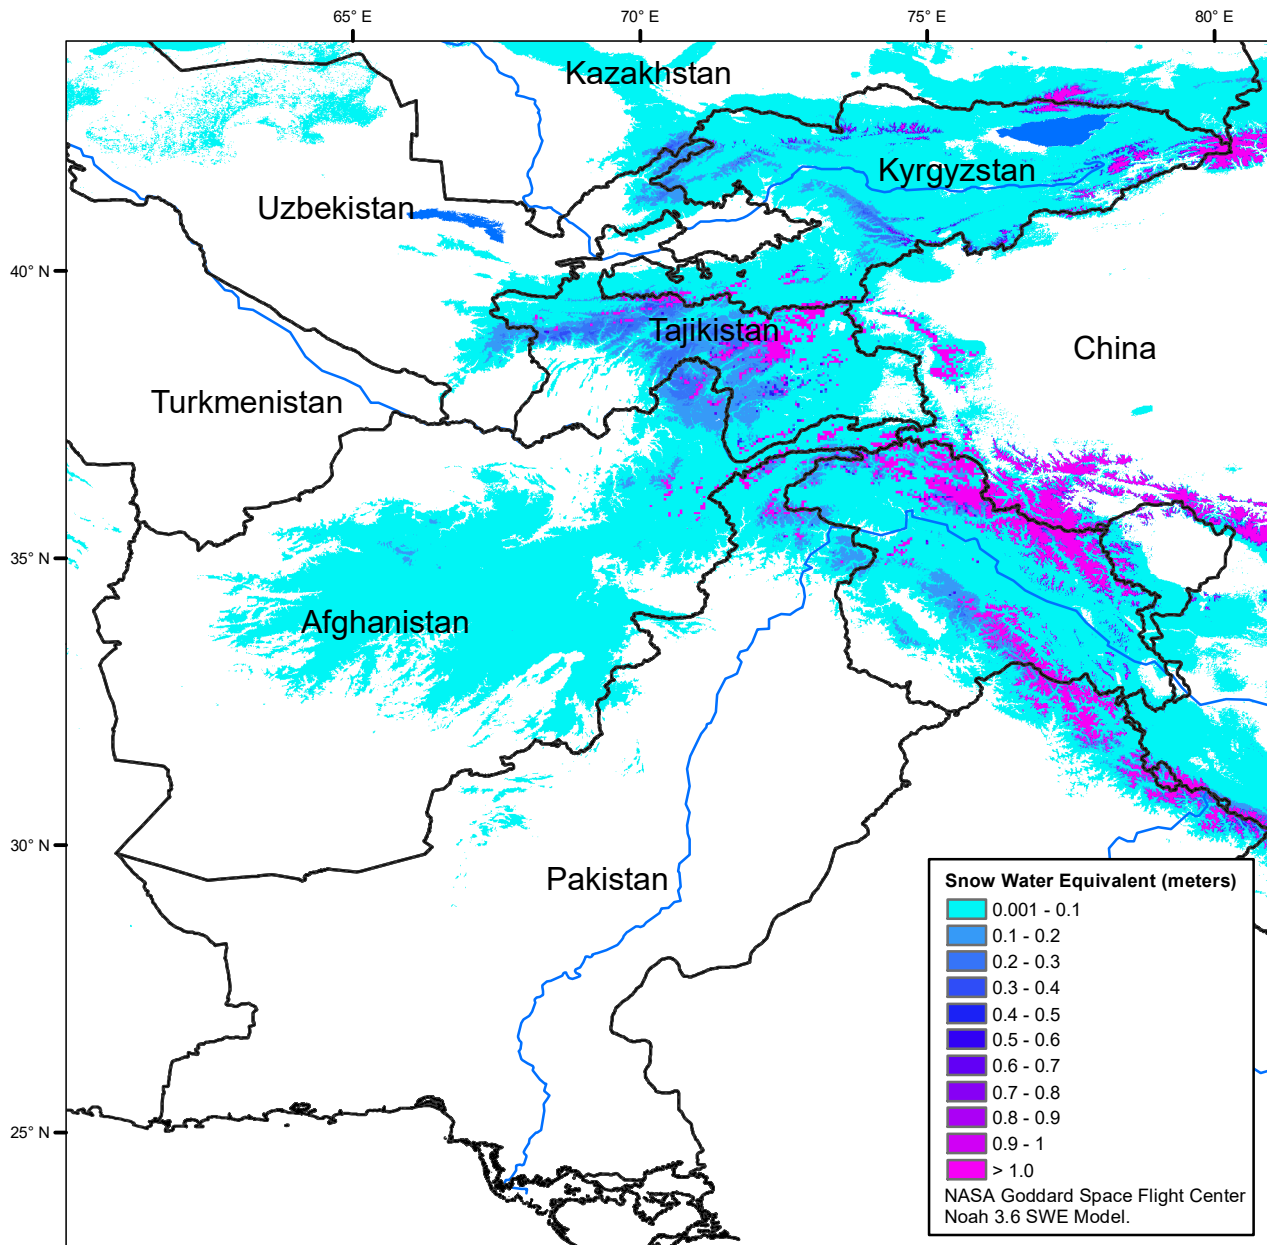 65° E
70° E
75° E
80° E
Kazakhstan
Kyrgyzstan
Uzbekistan
40° N
Tajikistan
China
Turkmenistan
35° N
Afghanistan
30° N
Pakistan
25° N
Snow Water Equivalent (meters)
0.001 - 0.1
0.1 - 0.2
0.2 - 0.3
0.3 - 0.4
0.4 - 0.5
0.5 - 0.6
0.6 - 0.7
0.7 - 0.8
0.8 - 0.9
0.9 - 1
> 1.0
NASA Goddard Space Flight Center
Noah 3.6 SWE Model.